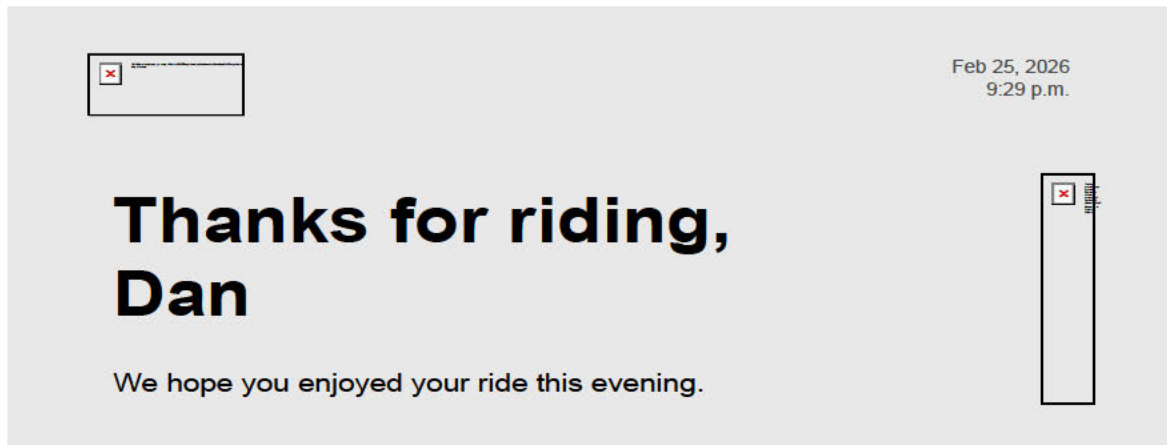 Feb 25, 2026
9:29 p.m.
Thanks for riding,
Dan
We hope you enjoyed your ride this evening.